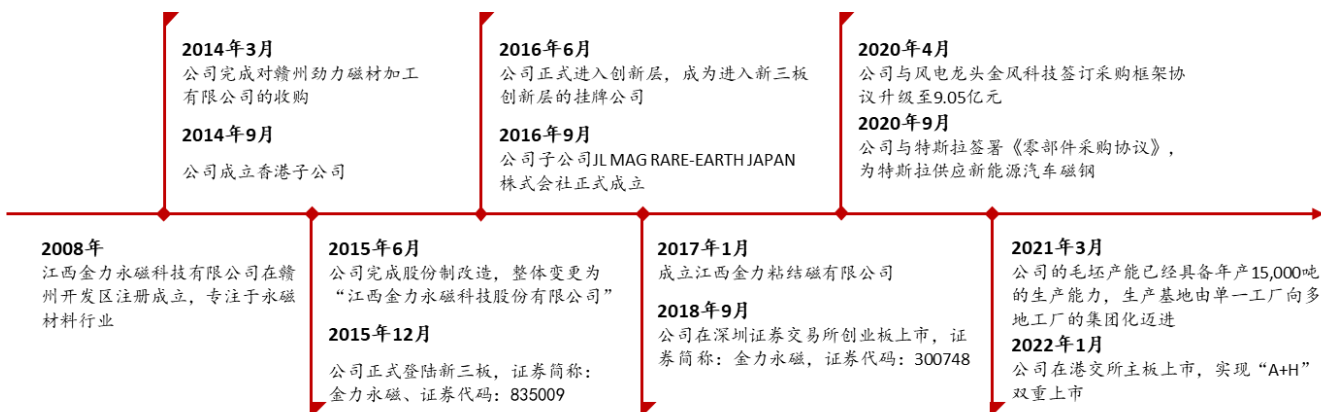 2014年3月
公司完成对赣州劲力磁材加工
有限公司的收购
2014年9月
公司成立香港子公司
2016年6月
公司正式进入创新层，成为进入新三板
创新层的挂牌公司
2016年9月
公司子公司JL MAG RARE-EARTH JAPAN
株式会社正式成立
2020年4月
公司与风电龙头金风科技签订采购框架协
议升级至9.05亿元
2020年9月
公司与特斯拉签署《零部件采购协议》，
为特斯拉供应新能源汽车磁钢
2008年
江西金力永磁科技有限公司在赣
州开发区注册成立，专注于永磁
材料行业
2015年6月
公司完成股份制改造，整体变更为
“江西金力永磁科技股份有限公司”
2015年12月
公司正式登陆新三板，证券简称：
金力永磁、证券代码：835009
2017年1月
成立江西金力粘结磁有限公司
2018年9月
公司在深圳证券交易所创业板上市，证
券简称：金力永磁，证券代码：300748
2021年3月
公司的毛坯产能已经具备年产15,000吨
的生产能力，生产基地由单一工厂向多
地工厂的集团化迈进
2022年1月
公司在港交所主板上市，实现“A+H”
双重上市